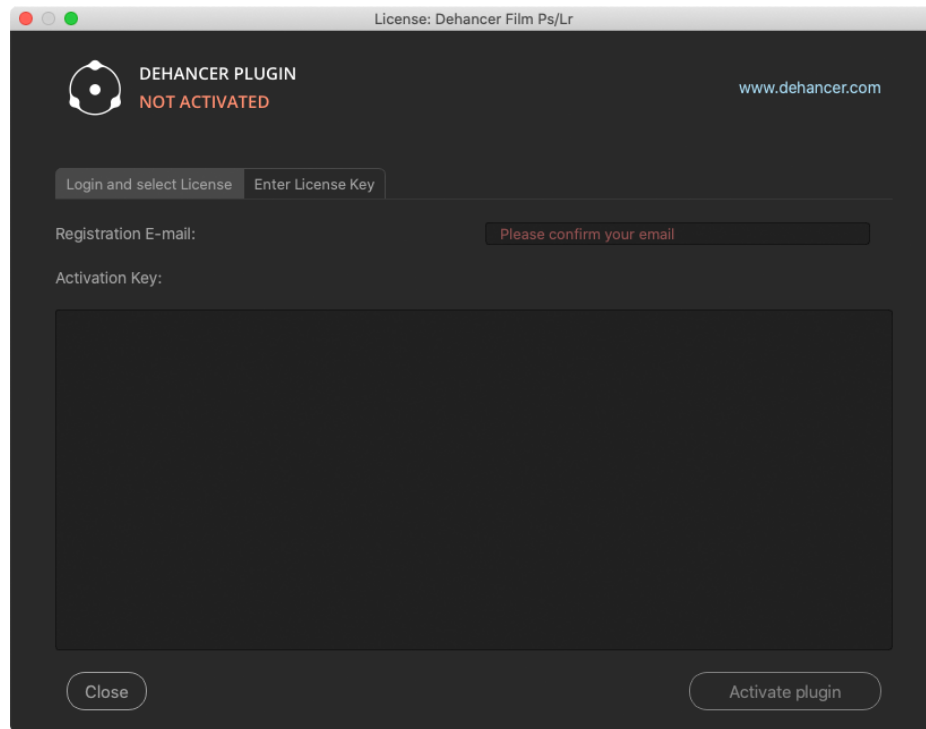 License: Dehancer Film Ps/Lr
DEHANCER PLUGIN
NOT ACTIVATED
www.dehancer.com
Login and select License
Enter License Key
Registration E-mail:
Please confirm your email
Activation Key:
Close
Activate plugin